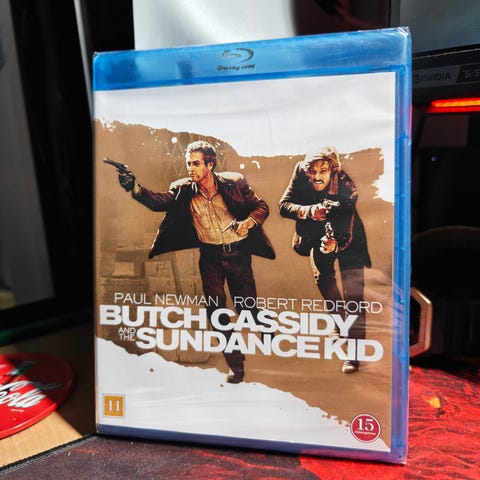 Blu-ray Disc
PAUL NEWMAN ROBERT REDFORD
BUTCH CASSIDY
AND THE
SUNDANCE KID
11
15